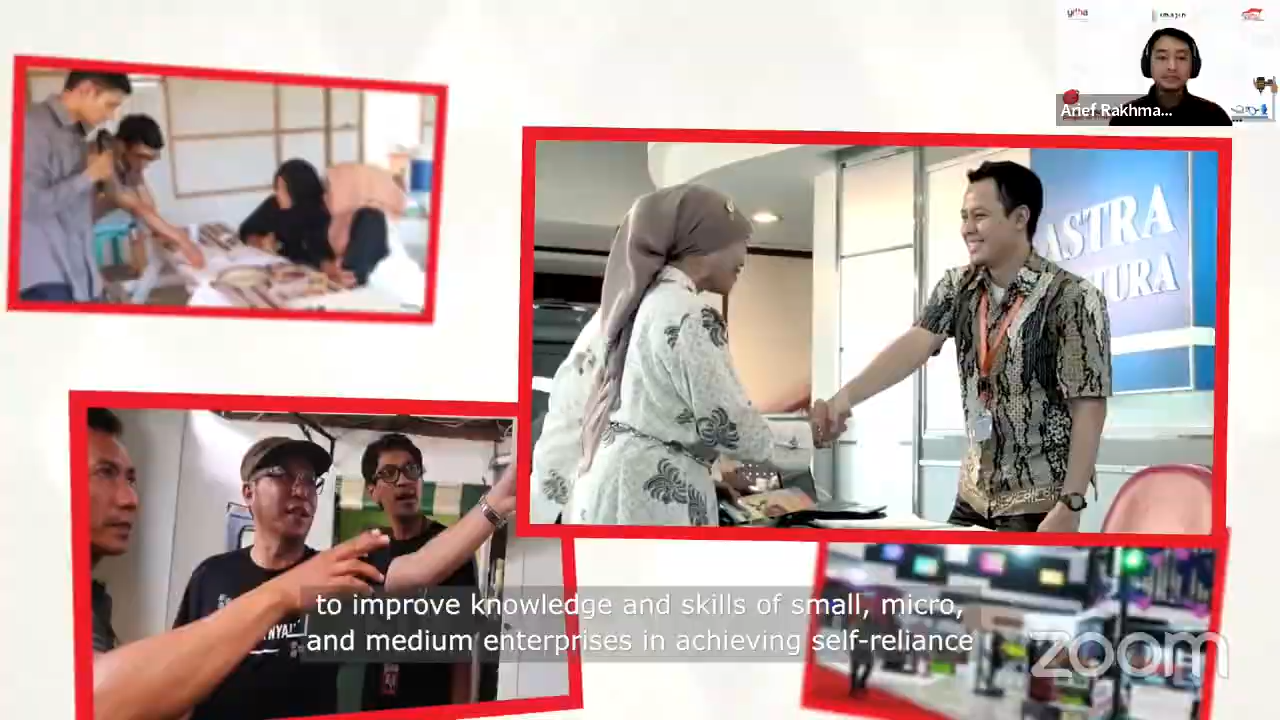 Arief Rakhma...
ASTRA
TURA
to improve knowledge and skills of small, micro,
and medium enterprises in achieving self-reliance
zoom